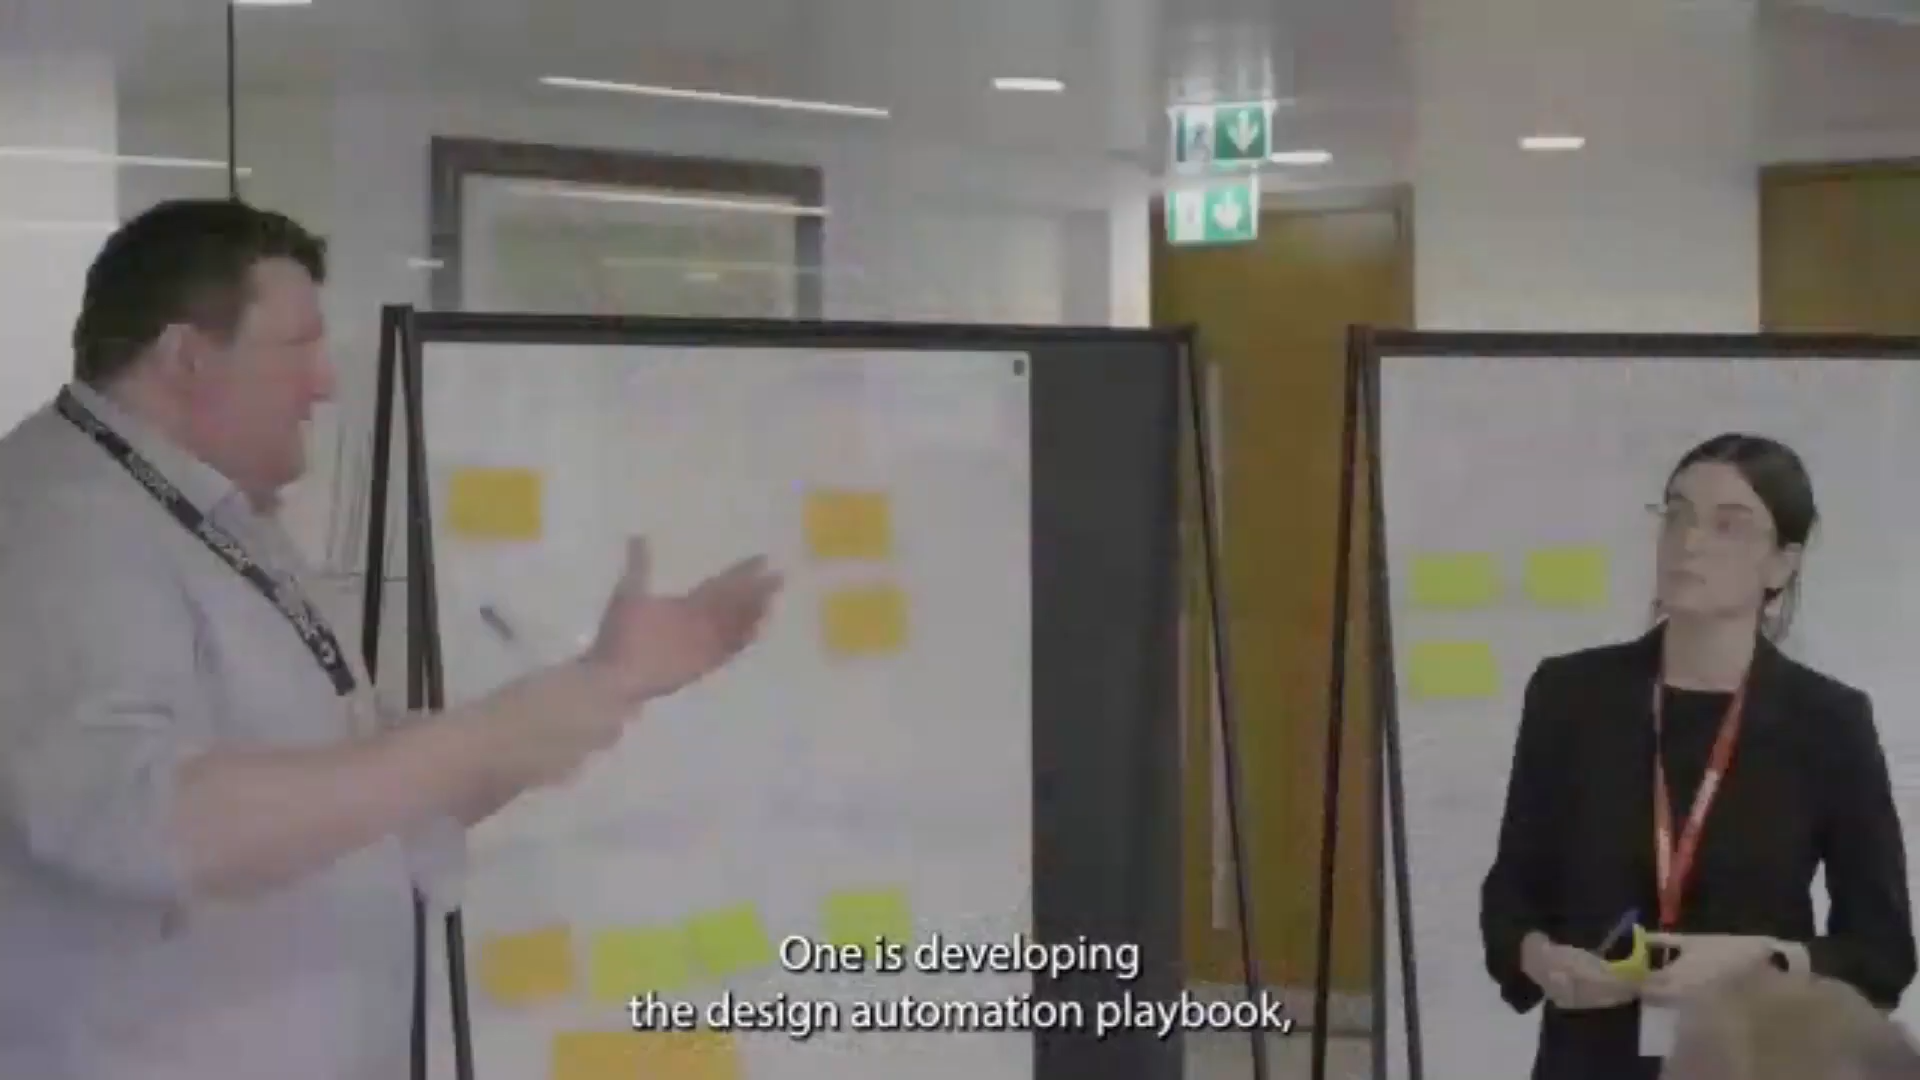 One is developing
the design automation playbook,